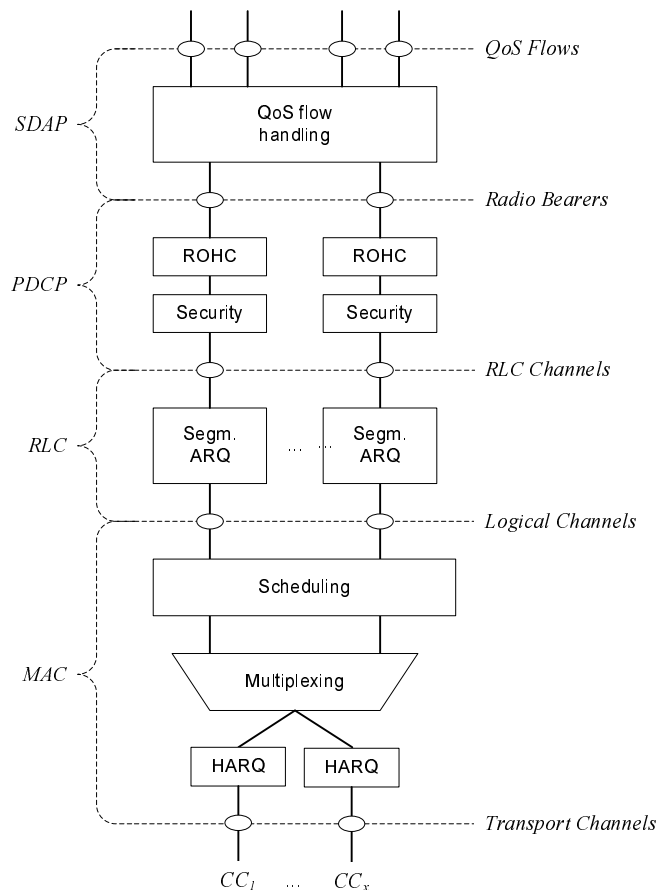 QoS Flows
QoS flow
handling
SDAP
Radio Bearers
ROHC
ROHC
PDCP
Security
Security
RLC Channels
Segm.
ARQ
... ...
Segm.
ARQ
RLC
Logical Channels
Scheduling
MAC
Multiplexing
HARQ
HARQ
Transport Channels
CC1 ... CCx